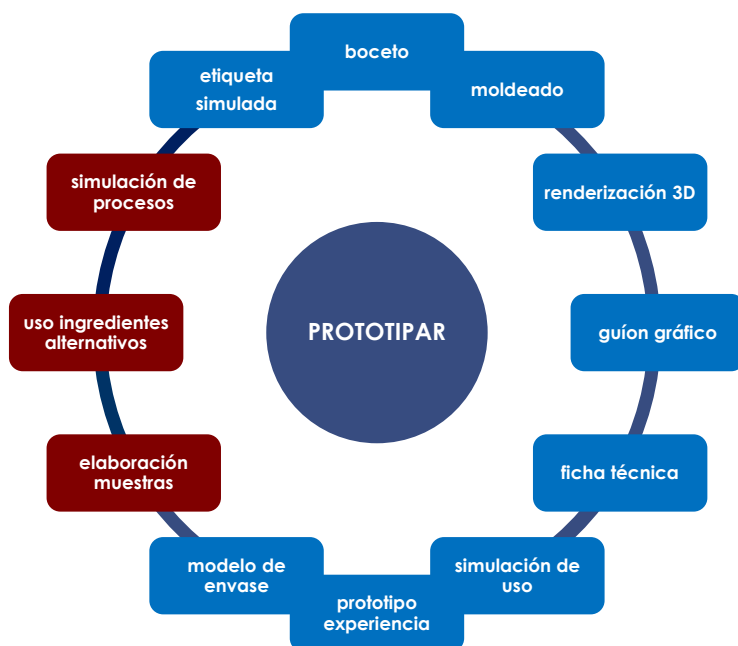 boceto
moldeado
renderización 3D
guíon gráfico
ficha técnica
simulación de
uso
prototipo
experiencia
modelo de
envase
elaboración
muestras
uso ingredientes
alternativos
simulación de
procesos
etiqueta
simulada
PROTOTIPAR